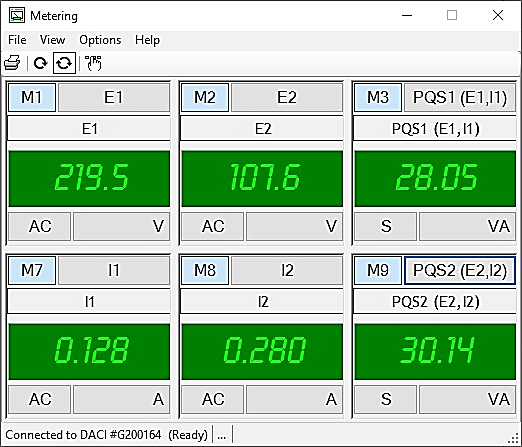 Metering
File View Options Help
M1 E1 M2 E2 M3 PQS1 (E1,I1)
E1 E2 PQS1 (E1,I1)
219.5 107.6 28.05
AC V AC V S VA
M7 I1 M8 I2 M9 PQS2 (E2,I2)
I1 I2 PQS2 (E2,I2)
0.128 0.280 30.14
AC A AC A S VA
Connected to DACI #G200164 (Ready) ...